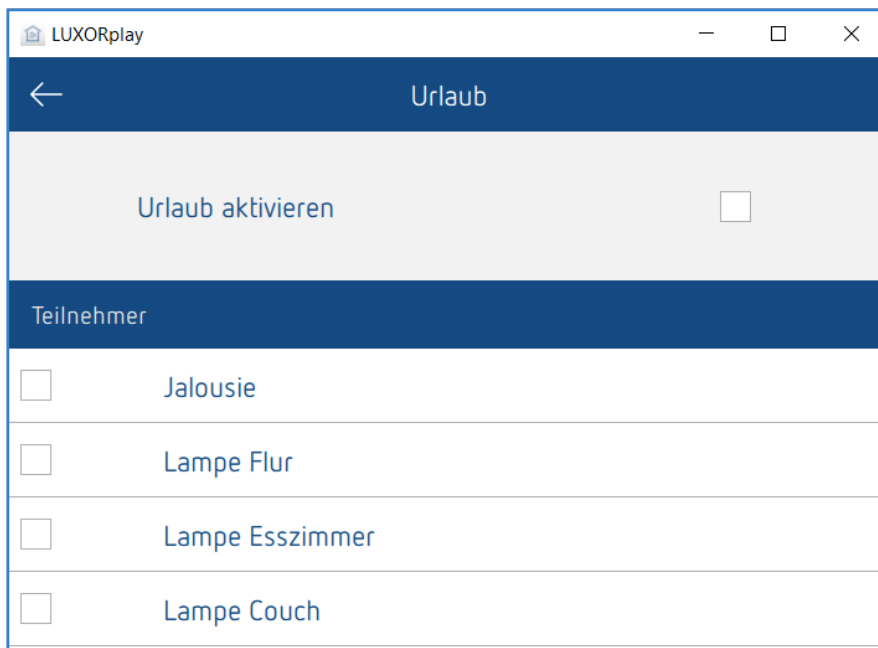 LUXORplay
Urlaub
Urlaub aktivieren
Teilnehmer
Jalousie
Lampe Flur
Lampe Esszimmer
Lampe Couch